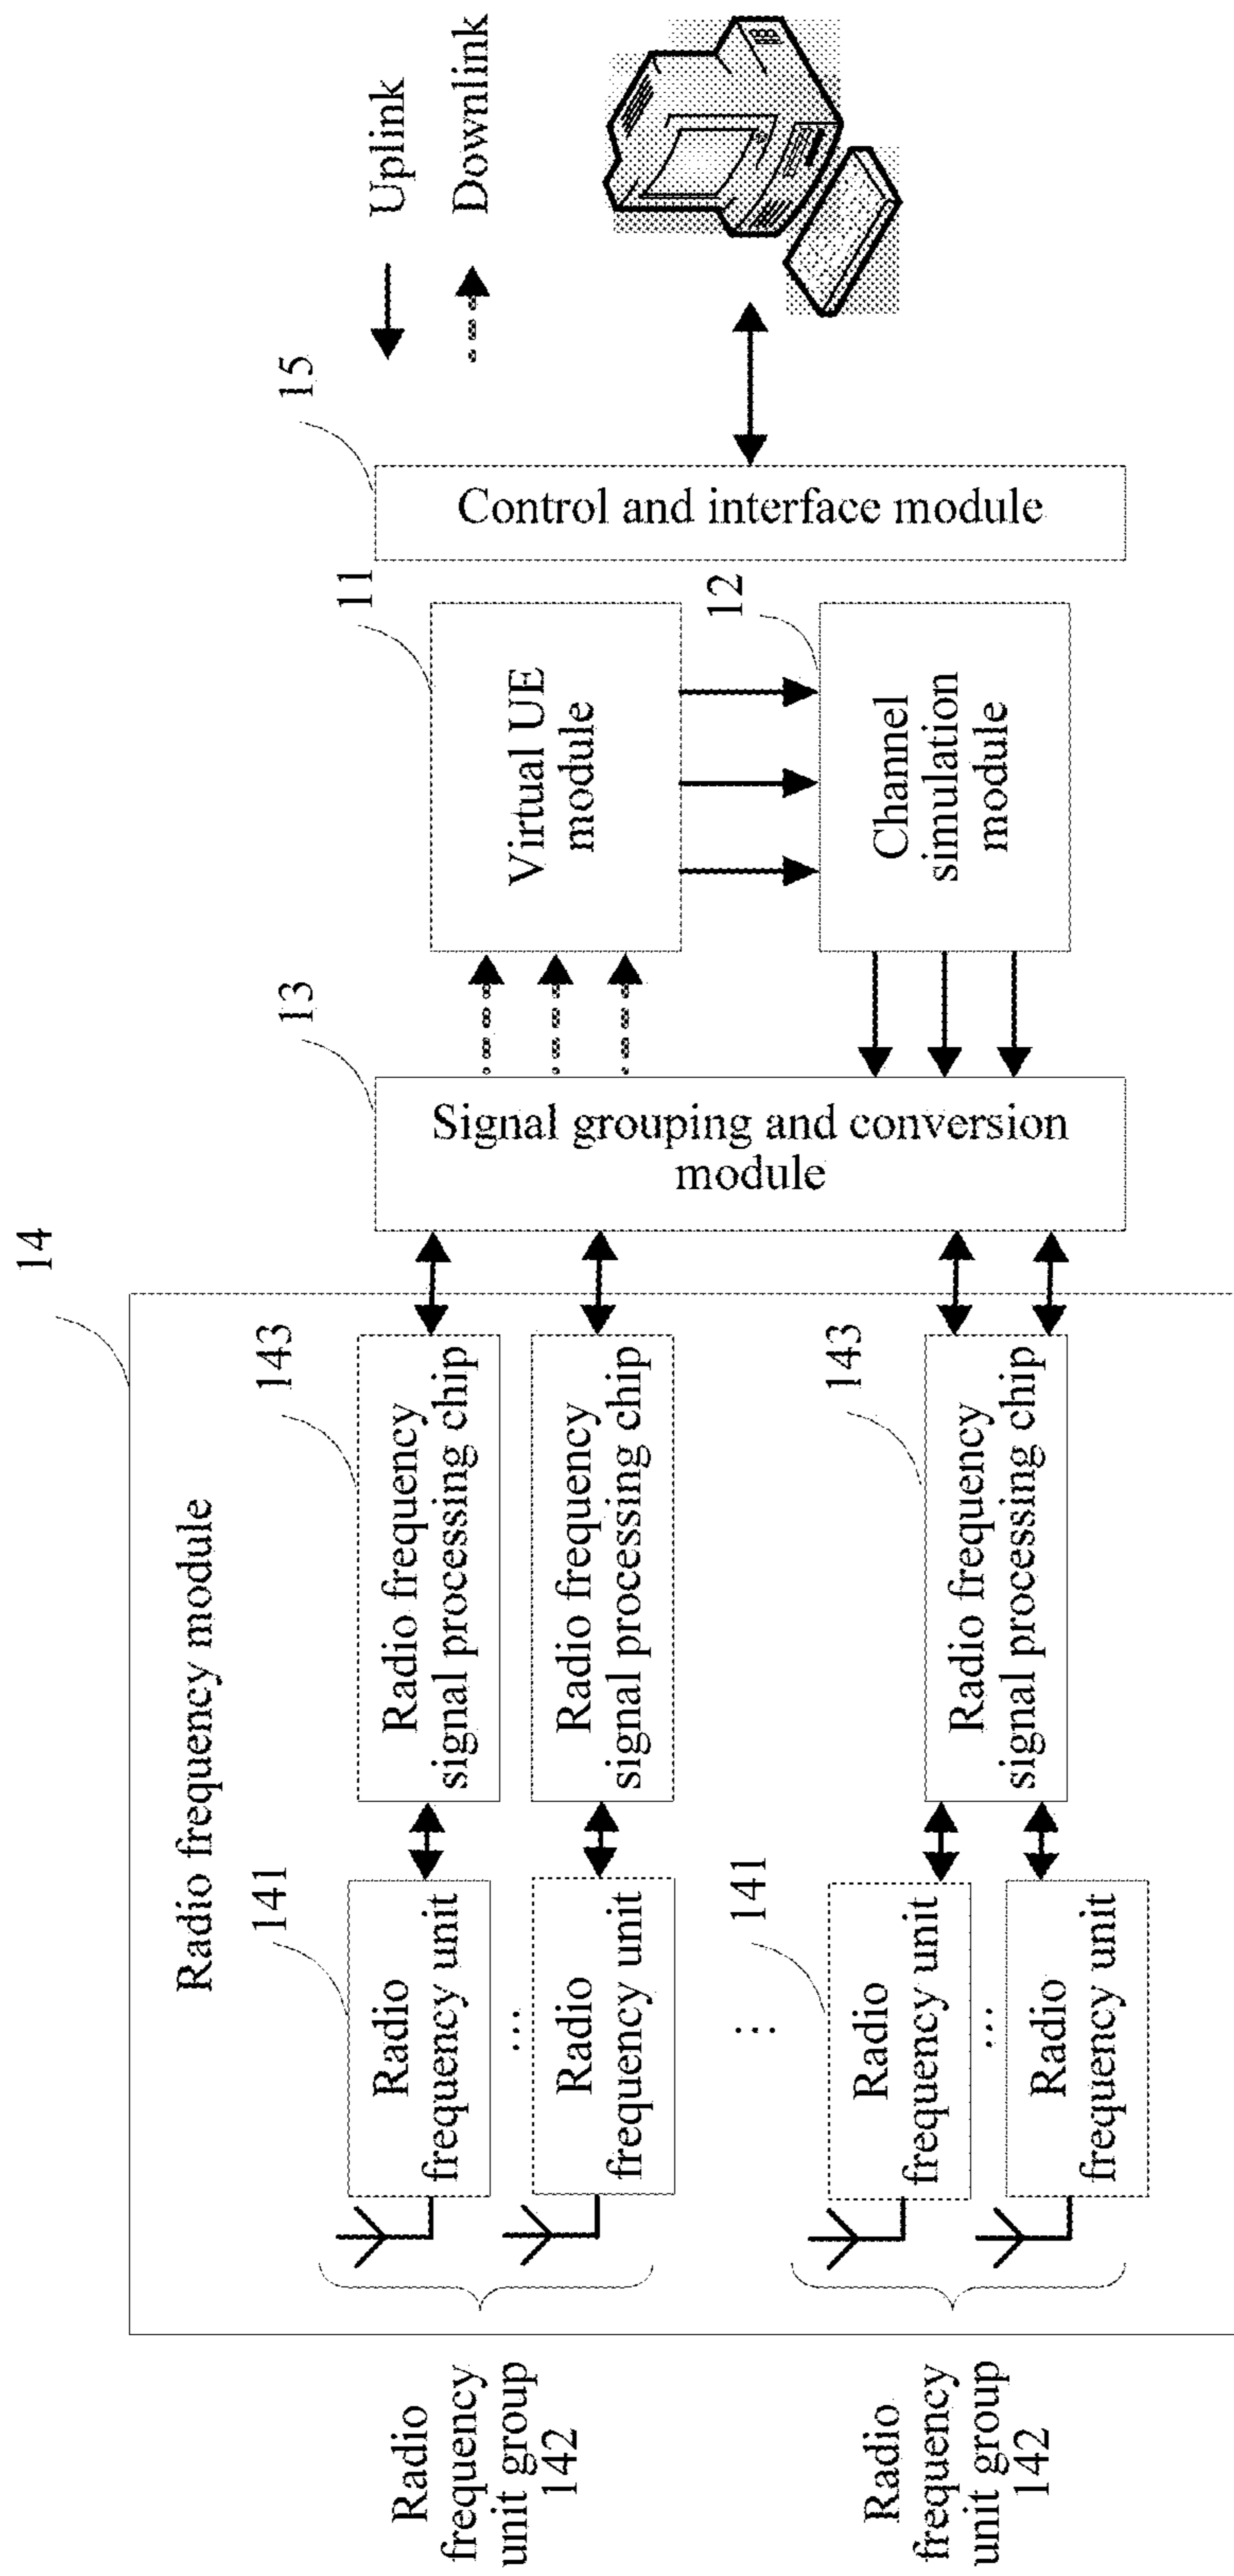 14
Radio frequency module
Radio
frequency
unit group
142
Radio
frequency
unit group
142
141
Radio
frequency unit
...
Radio
frequency unit
...
141
Radio
frequency unit
...
Radio
frequency unit
143
Radio frequency
signal processing chip
Radio frequency
signal processing chip
143
Radio frequency
signal processing chip
13
Signal grouping and conversion
module
11
Virtual UE
module
12
Channel
simulation
module
15
Control and interface module
Uplink
Downlink